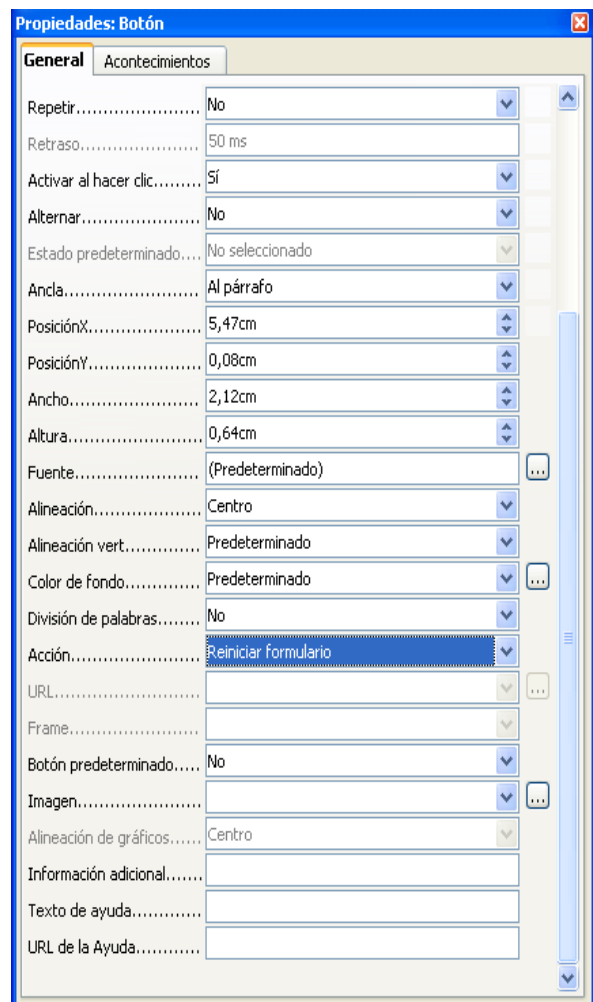 Propiedades: Botón
General Acontecimientos
Repetir...................... No
Retraso...................... 50 ms
Activar al hacer clic......... Sí
Alternar..................... No
Estado predeterminado.... No seleccionado
Ancla........................ Al párrafo
PosiciónX.................... 5,47cm
PosiciónY.................... 0,08cm
Ancho....................... 2,12cm
Altura........................ 0,64cm
Fuente....................... (Predeterminado)
Alineación................... Centro
Alineación vert............. Predeterminado
Color de fondo............. Predeterminado
División de palabras........ No
Acción....................... Reiniciar formulario
URL..........................
Frame.......................
Botón predeterminado..... No
Imagen......................
Alineación de gráficos...... Centro
Información adicional.......
Texto de ayuda.............
URL de la Ayuda............